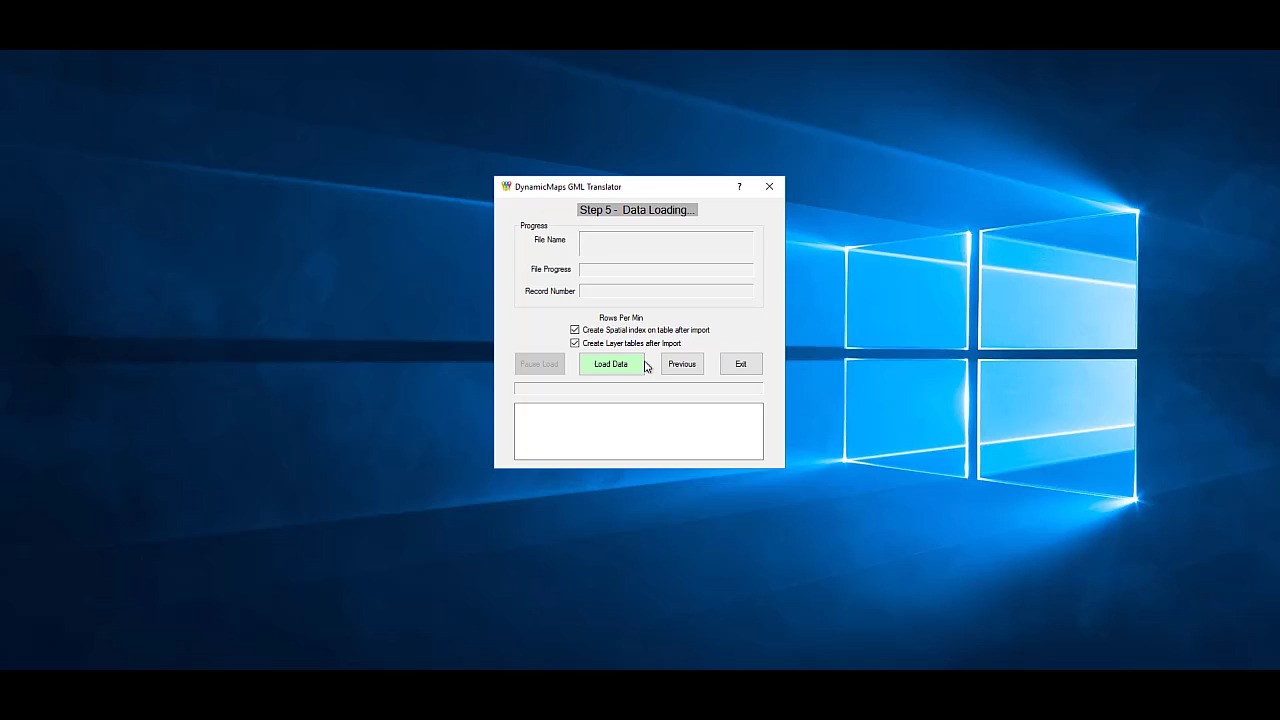 DynamicMaps GML Translator
Step 5 - Data Loading...
Progress
File Name
File Progress
Record Number
Rows Per Min
Create Spatial index on table after import
Create Layer tables after Import
Pause Load
Load Data
Previous
Exit